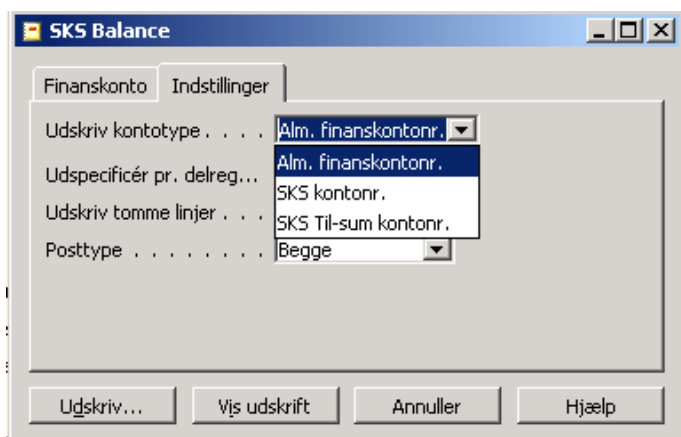 SKS Balance
Finanskonto Indstillinger
Udskriv kontotype . . . . Alm. finanskontonr.
Alm. finanskontonr.
Udspecificér pr. delreg...
SKS kontonr.
Udskriv tomme linjer . . .
SKS Til-sum kontonr.
Posttype . . . . . . . . Begge
Udskriv... Vis udskrift Annuller Hjælp